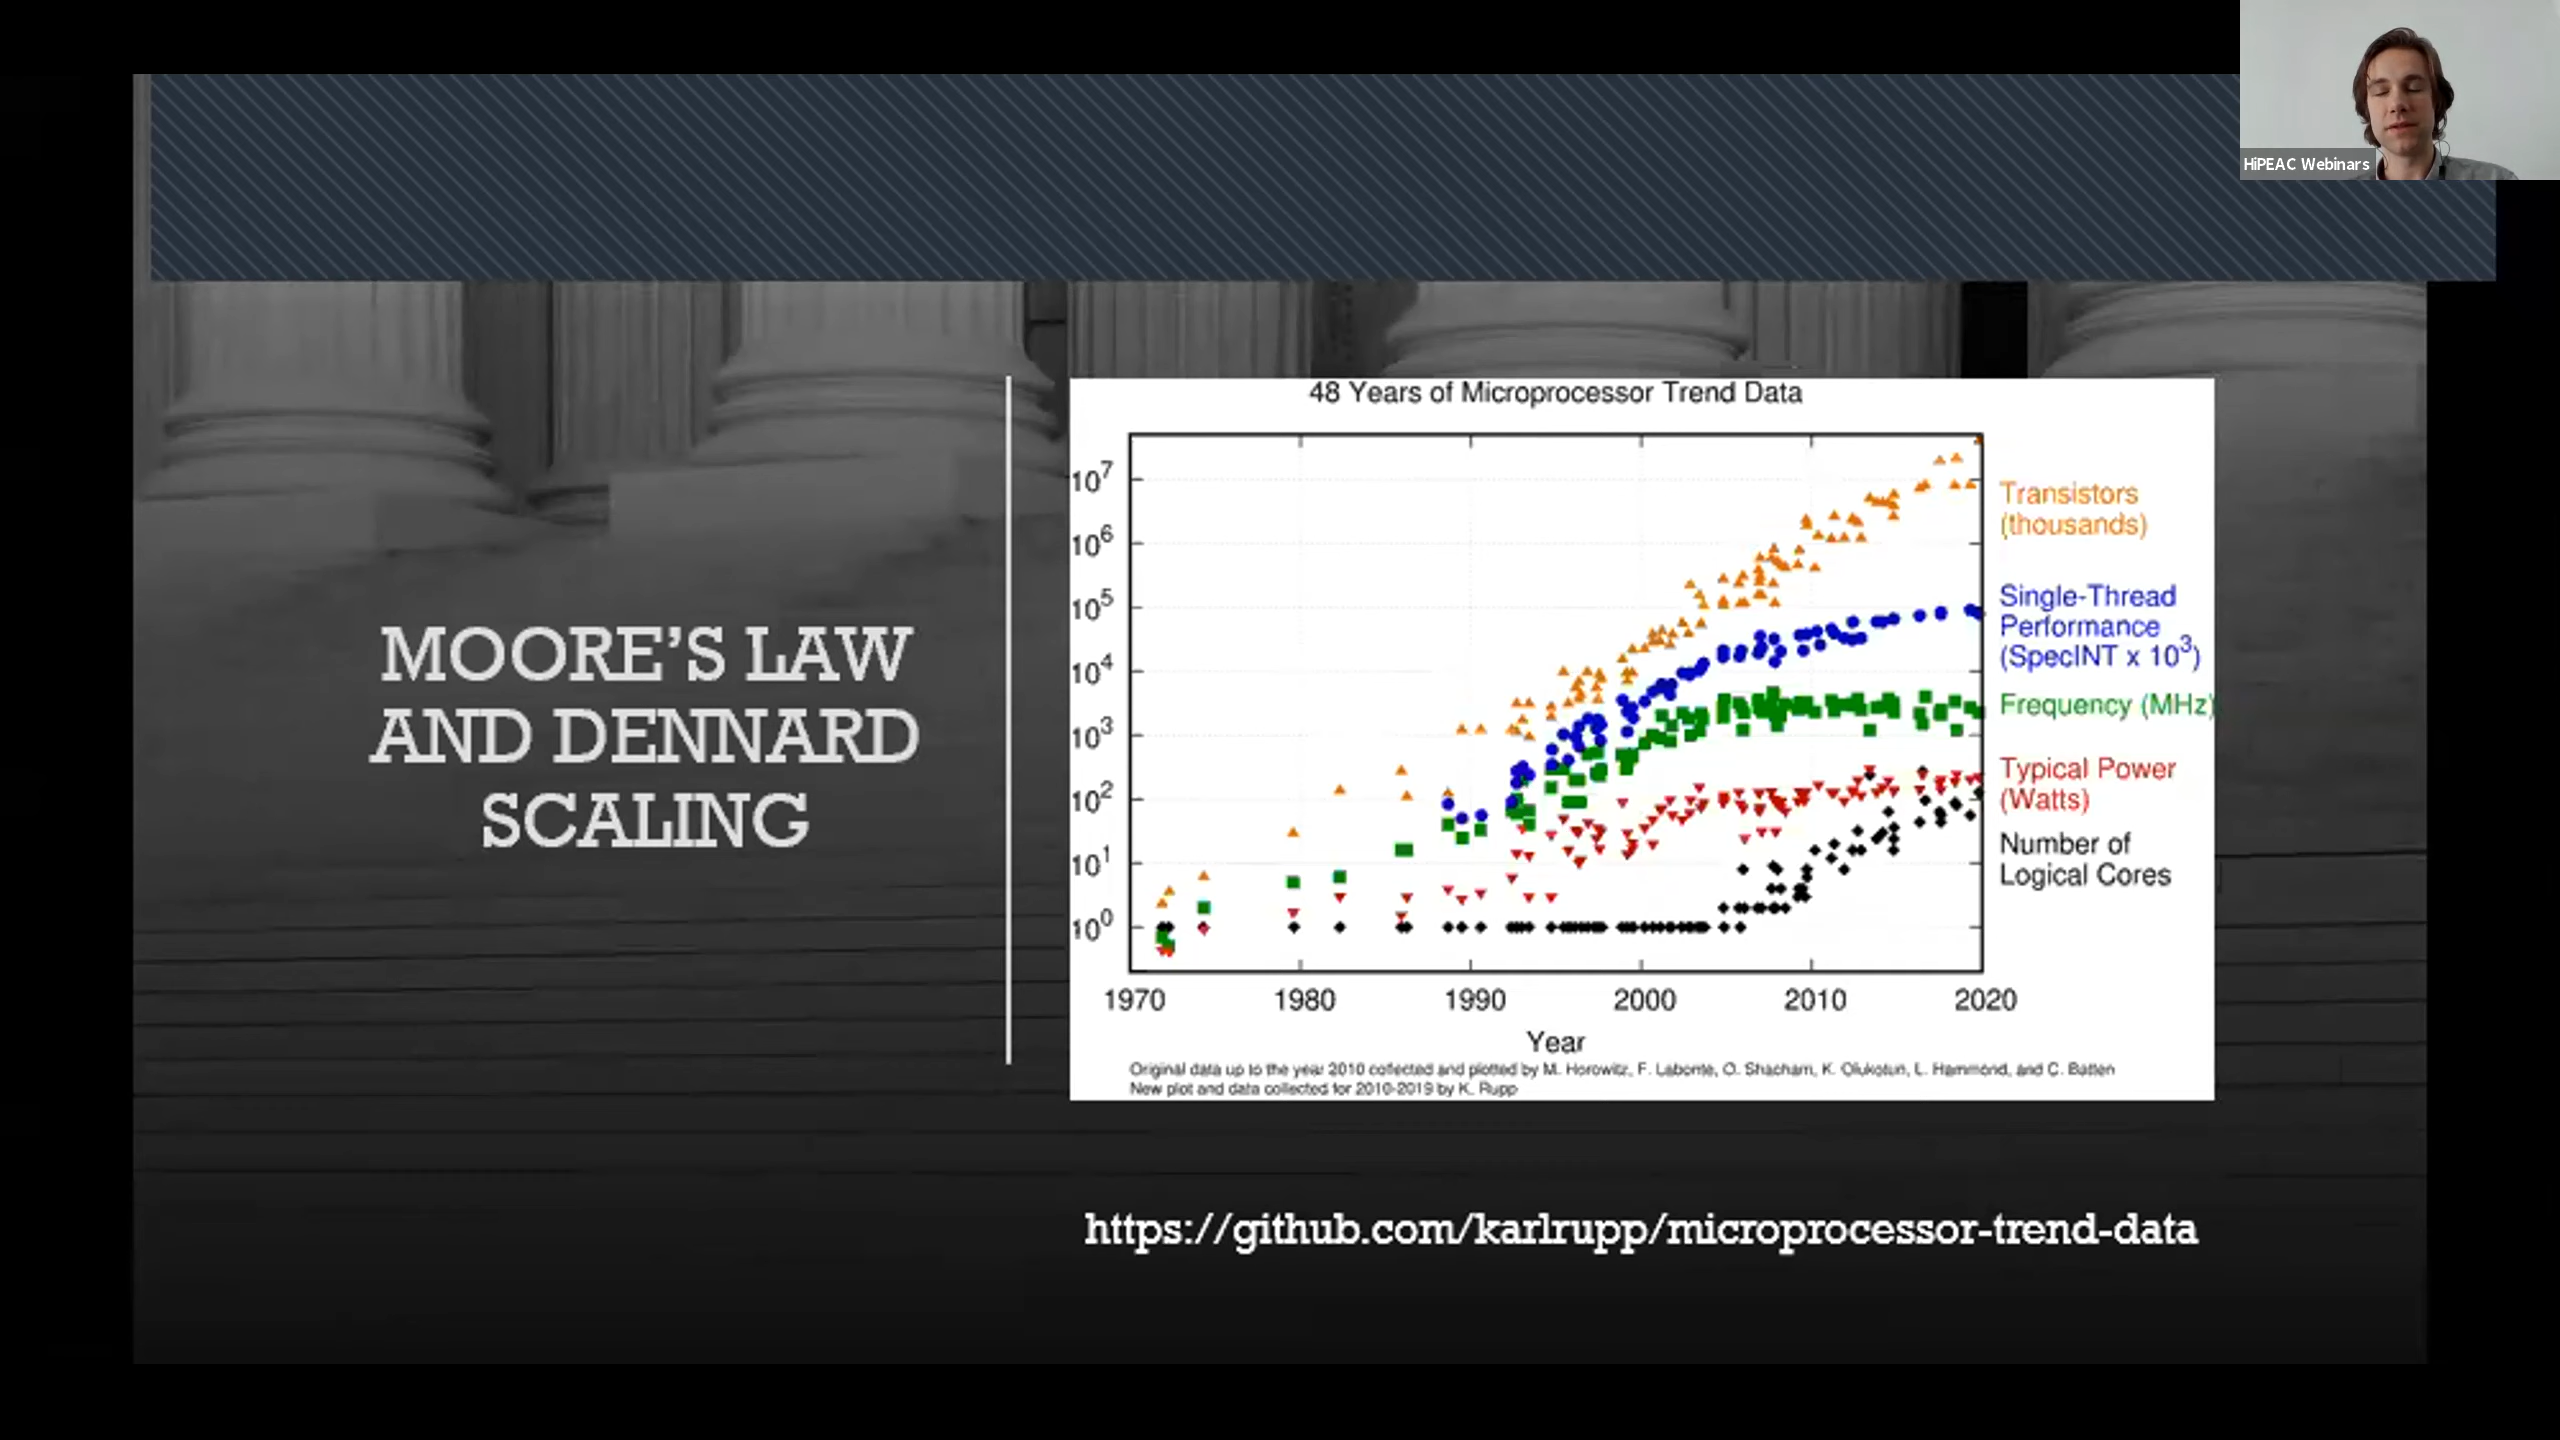 HiPEAC Webinars
MOORE'S LAW
AND DENNARD
SCALING
48 Years of Microprocessor Trend Data
10^7
10^6
10^5
10^4
10^3
10^2
10^1
10^0
Transistors
(thousands)
Single-Thread
Performance
(SpecINT x 10^3)
Frequency (MHz)
Typical Power
(Watts)
Number of
Logical Cores
1970 1980 1990 2000 2010 2020
Year
Original data up to the year 2010 collected and plotted by M. Horowitz, F. Labonte, O. Shacham, K. Olukotun, L. Hammond, and C. Batten
New plot and data collected for 2010-2019 by K. Rupp
https://github.com/karlrupp/microprocessor-trend-data